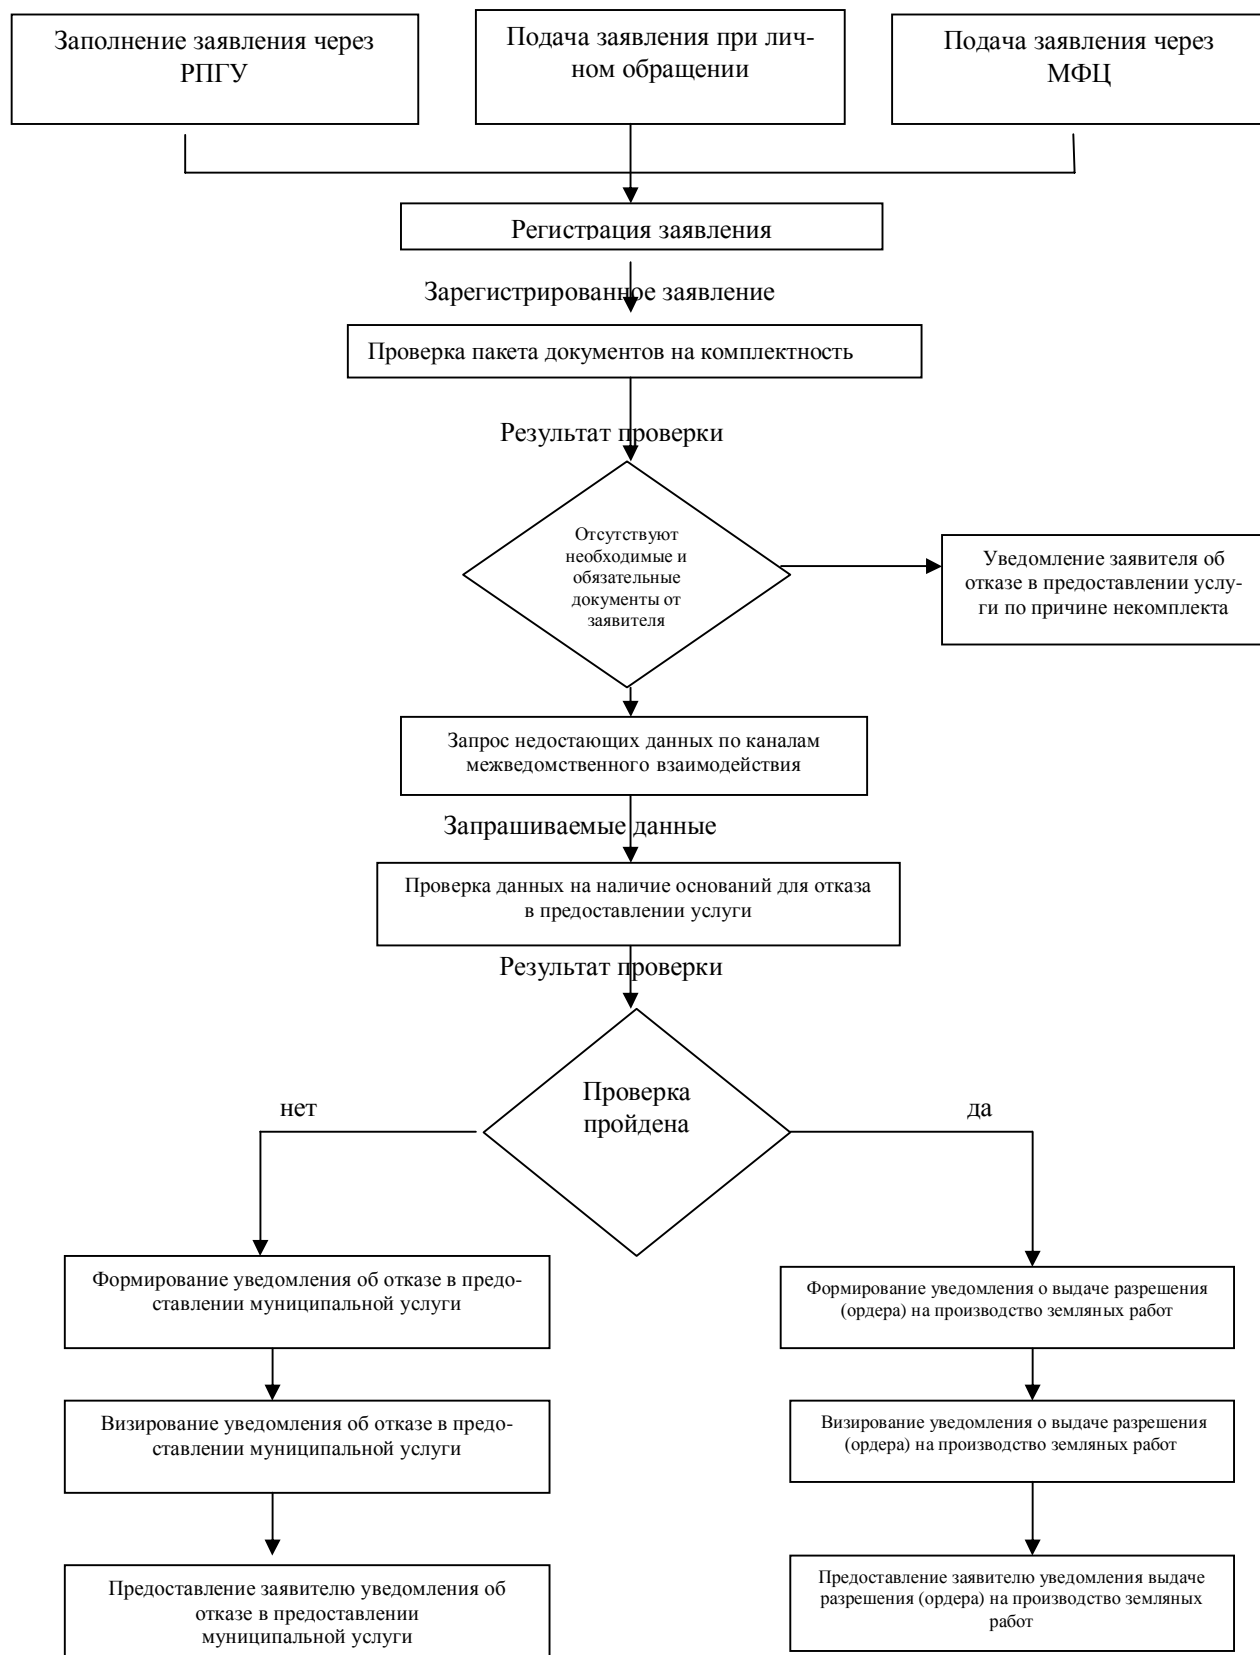 Заполнение заявления через
РПГУ
Подача заявления при лич-
ном обращении
Подача заявления через
МФЦ
Регистрация заявления
Зарегистрированное заявление
Проверка пакета документов на комплектность
Результат проверки
Отсутствуют
необходимые и
обязательные
документы от
заявителя
Уведомление заявителя об
отказе в предоставлении услу-
ги по причине некомплекта
Запрос недостающих данных по каналам
межведомственного взаимодействия
Запрашиваемые данные
Проверка данных на наличие оснований для отказа
в предоставлении услуги
Результат проверки
Проверка
пройдена
нет
да
Формирование уведомления об отказе в предо-
ставлении муниципальной услуги
Формирование уведомления о выдаче разрешения
(ордера) на производство земляных работ
Визирование уведомления об отказе в предо-
ставлении муниципальной услуги
Визирование уведомления о выдаче разрешения
(ордера) на производство земляных работ
Предоставление заявителю уведомления об
отказе в предоставлении
муниципальной услуги
Предоставление заявителю уведомления выдаче
разрешения (ордера) на производство земляных
работ